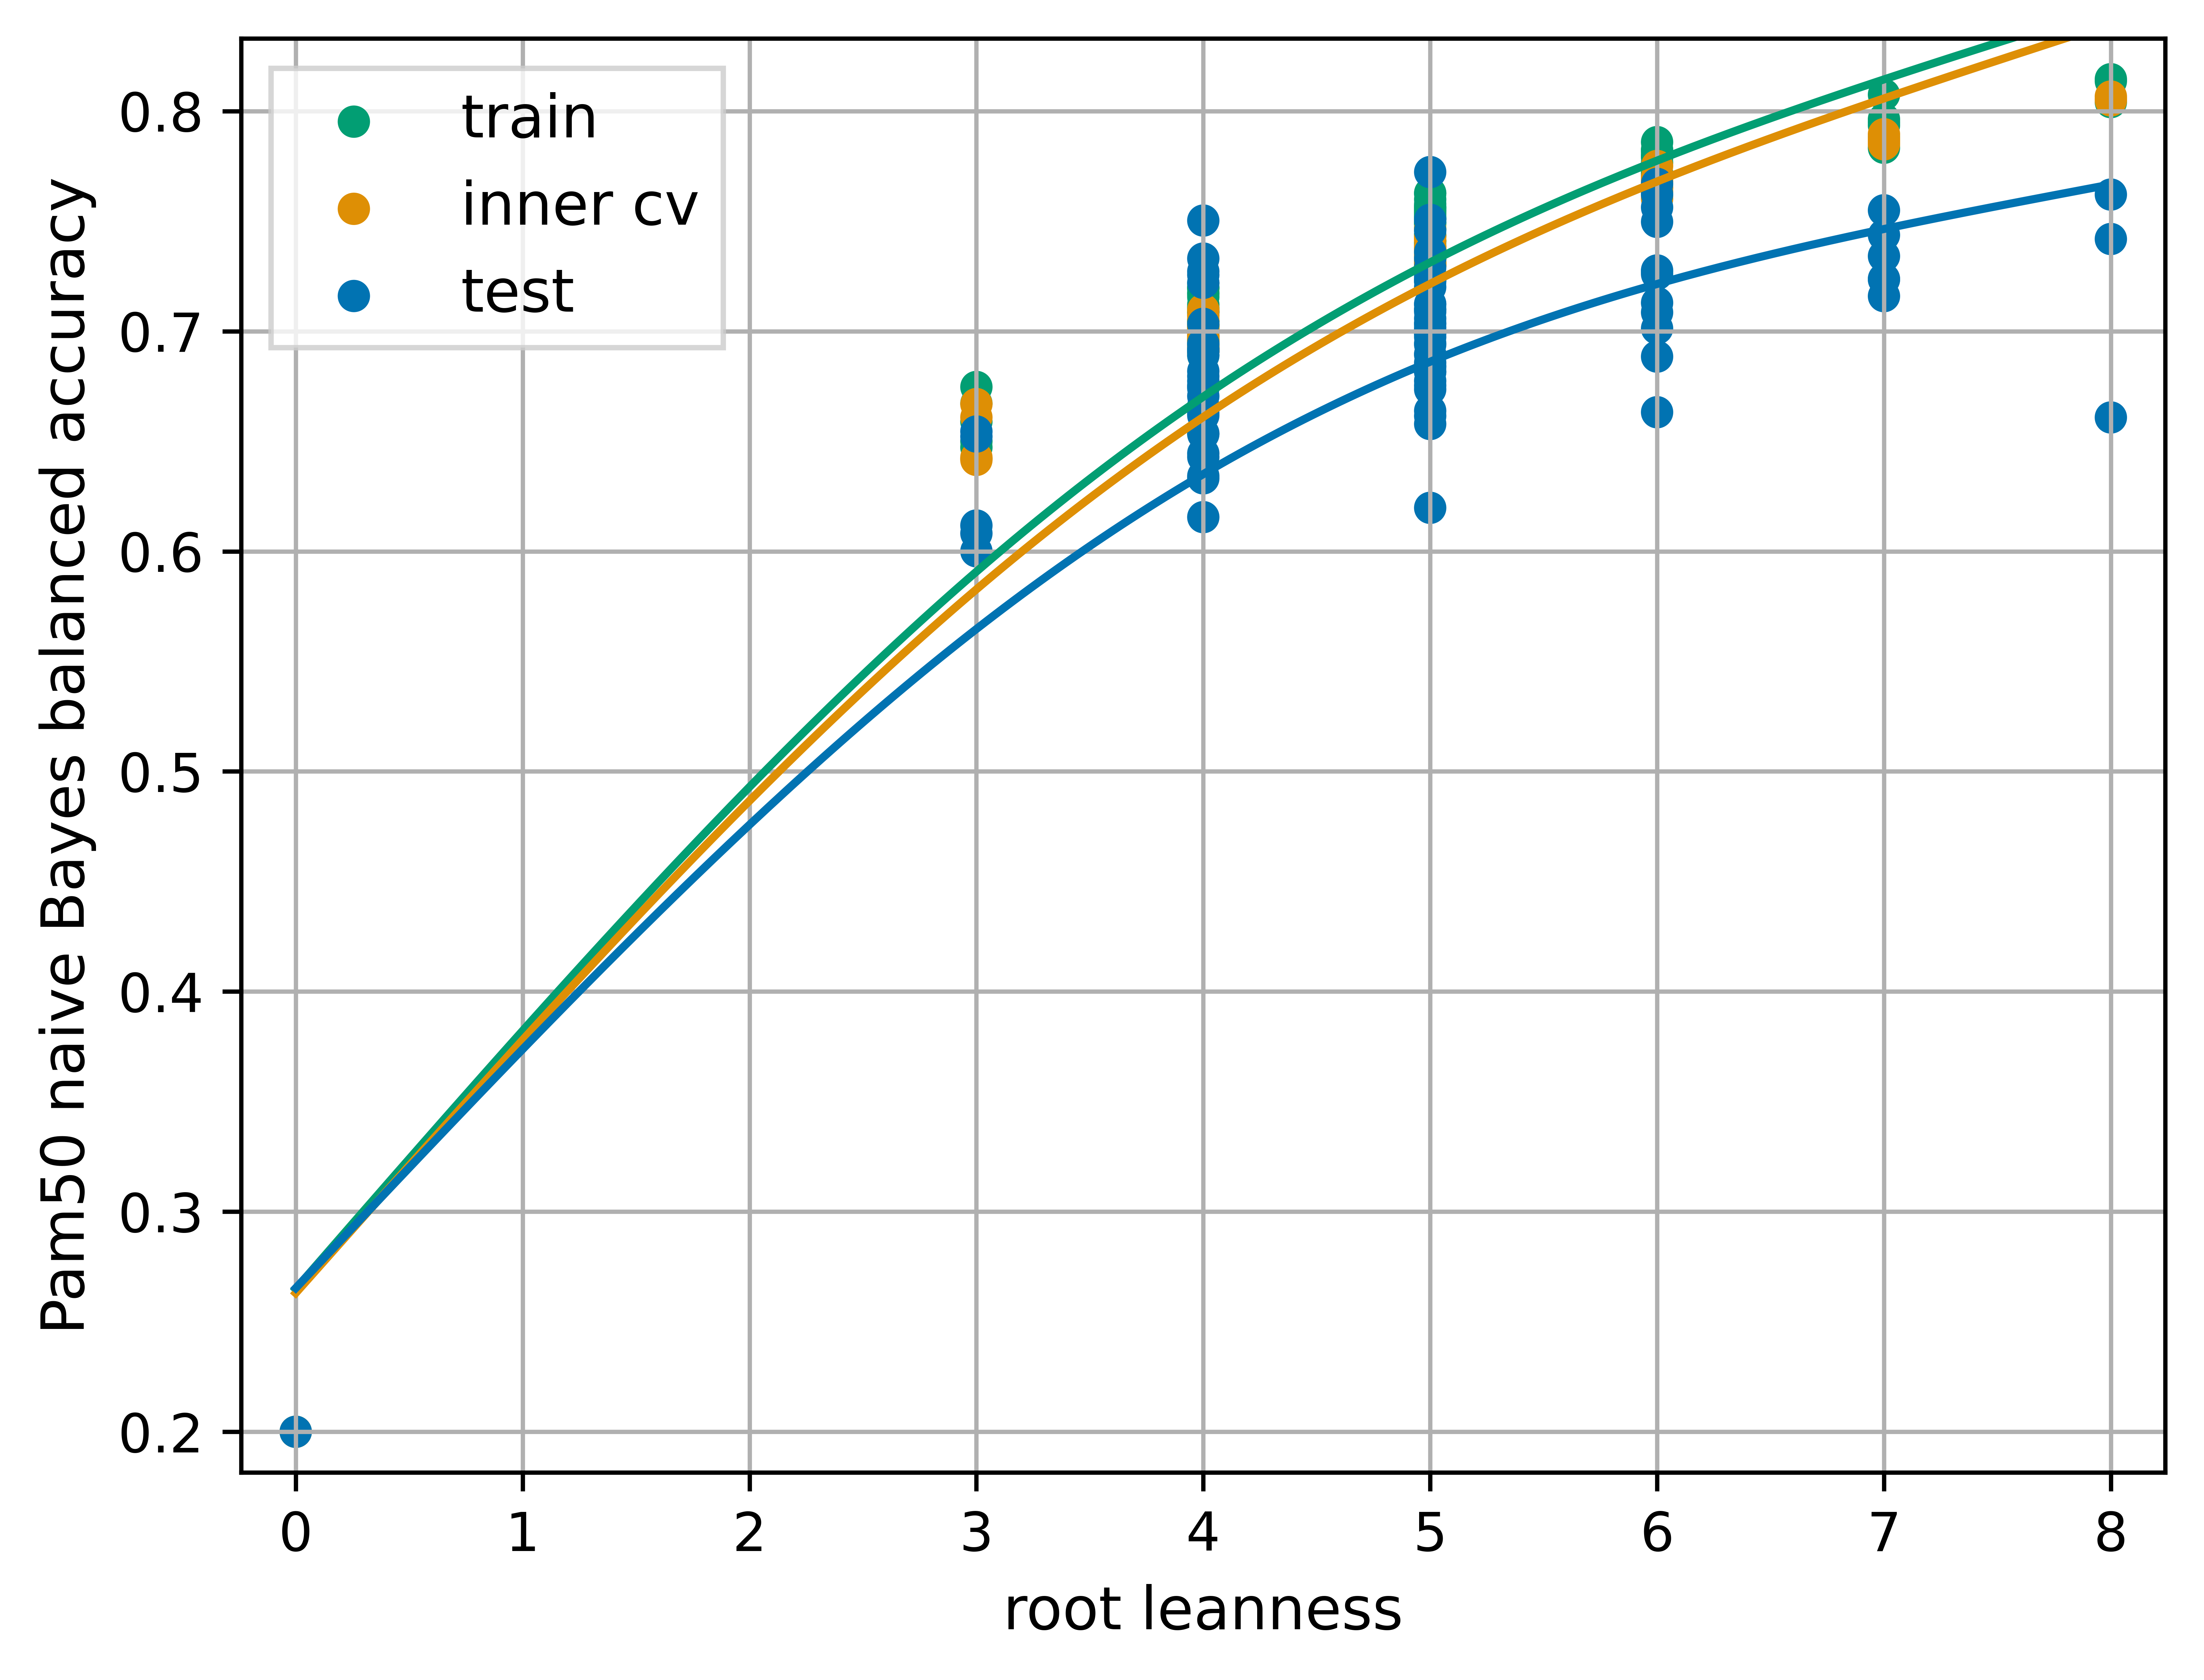 train
inner cv
test
Pam50 naive Bayes balanced accuracy
0.8
0.7
0.6
0.5
0.4
0.3
0.2
0 1 2 3 4 5 6 7 8
root leanness